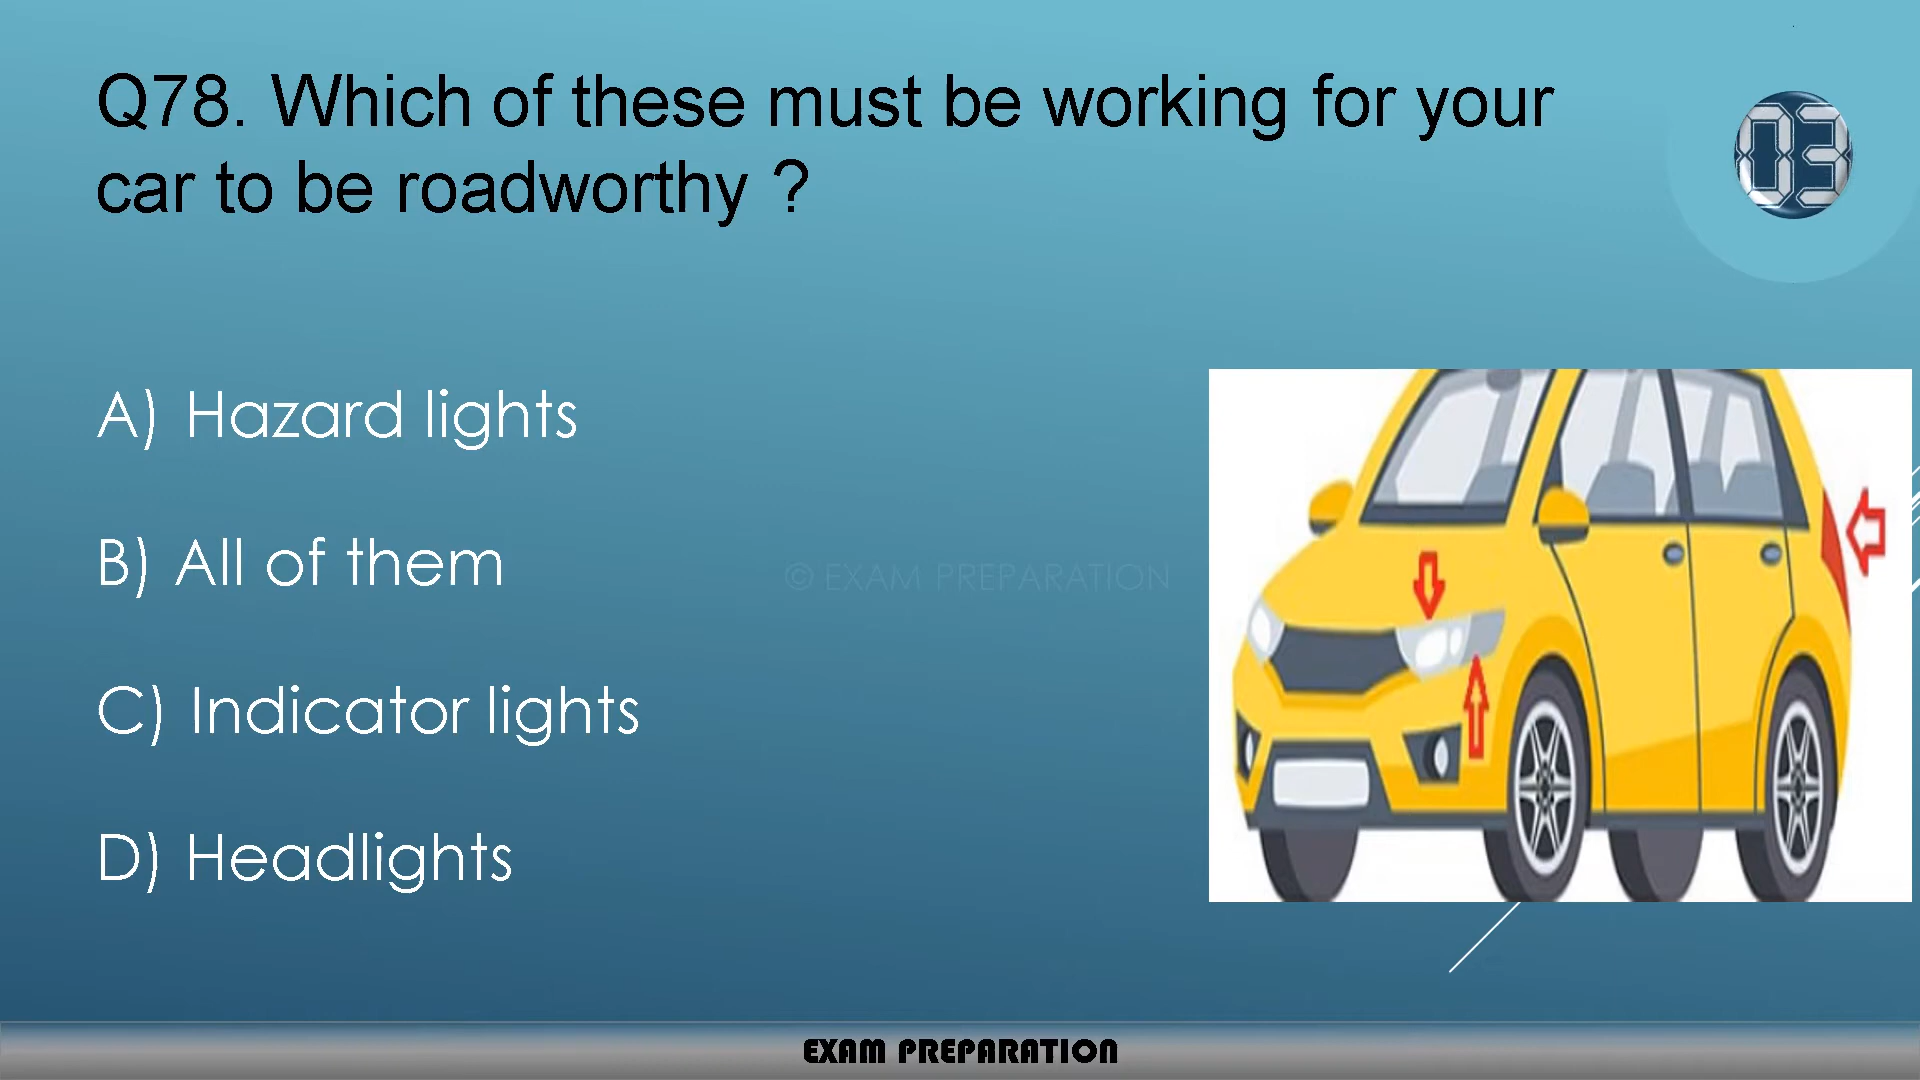 Q78. Which of these must be working for your
car to be roadworthy ?
03
A) Hazard lights
B) All of them
© EXAM PREPARATION
C) Indicator lights
D) Headlights
EXAM PREPARATION